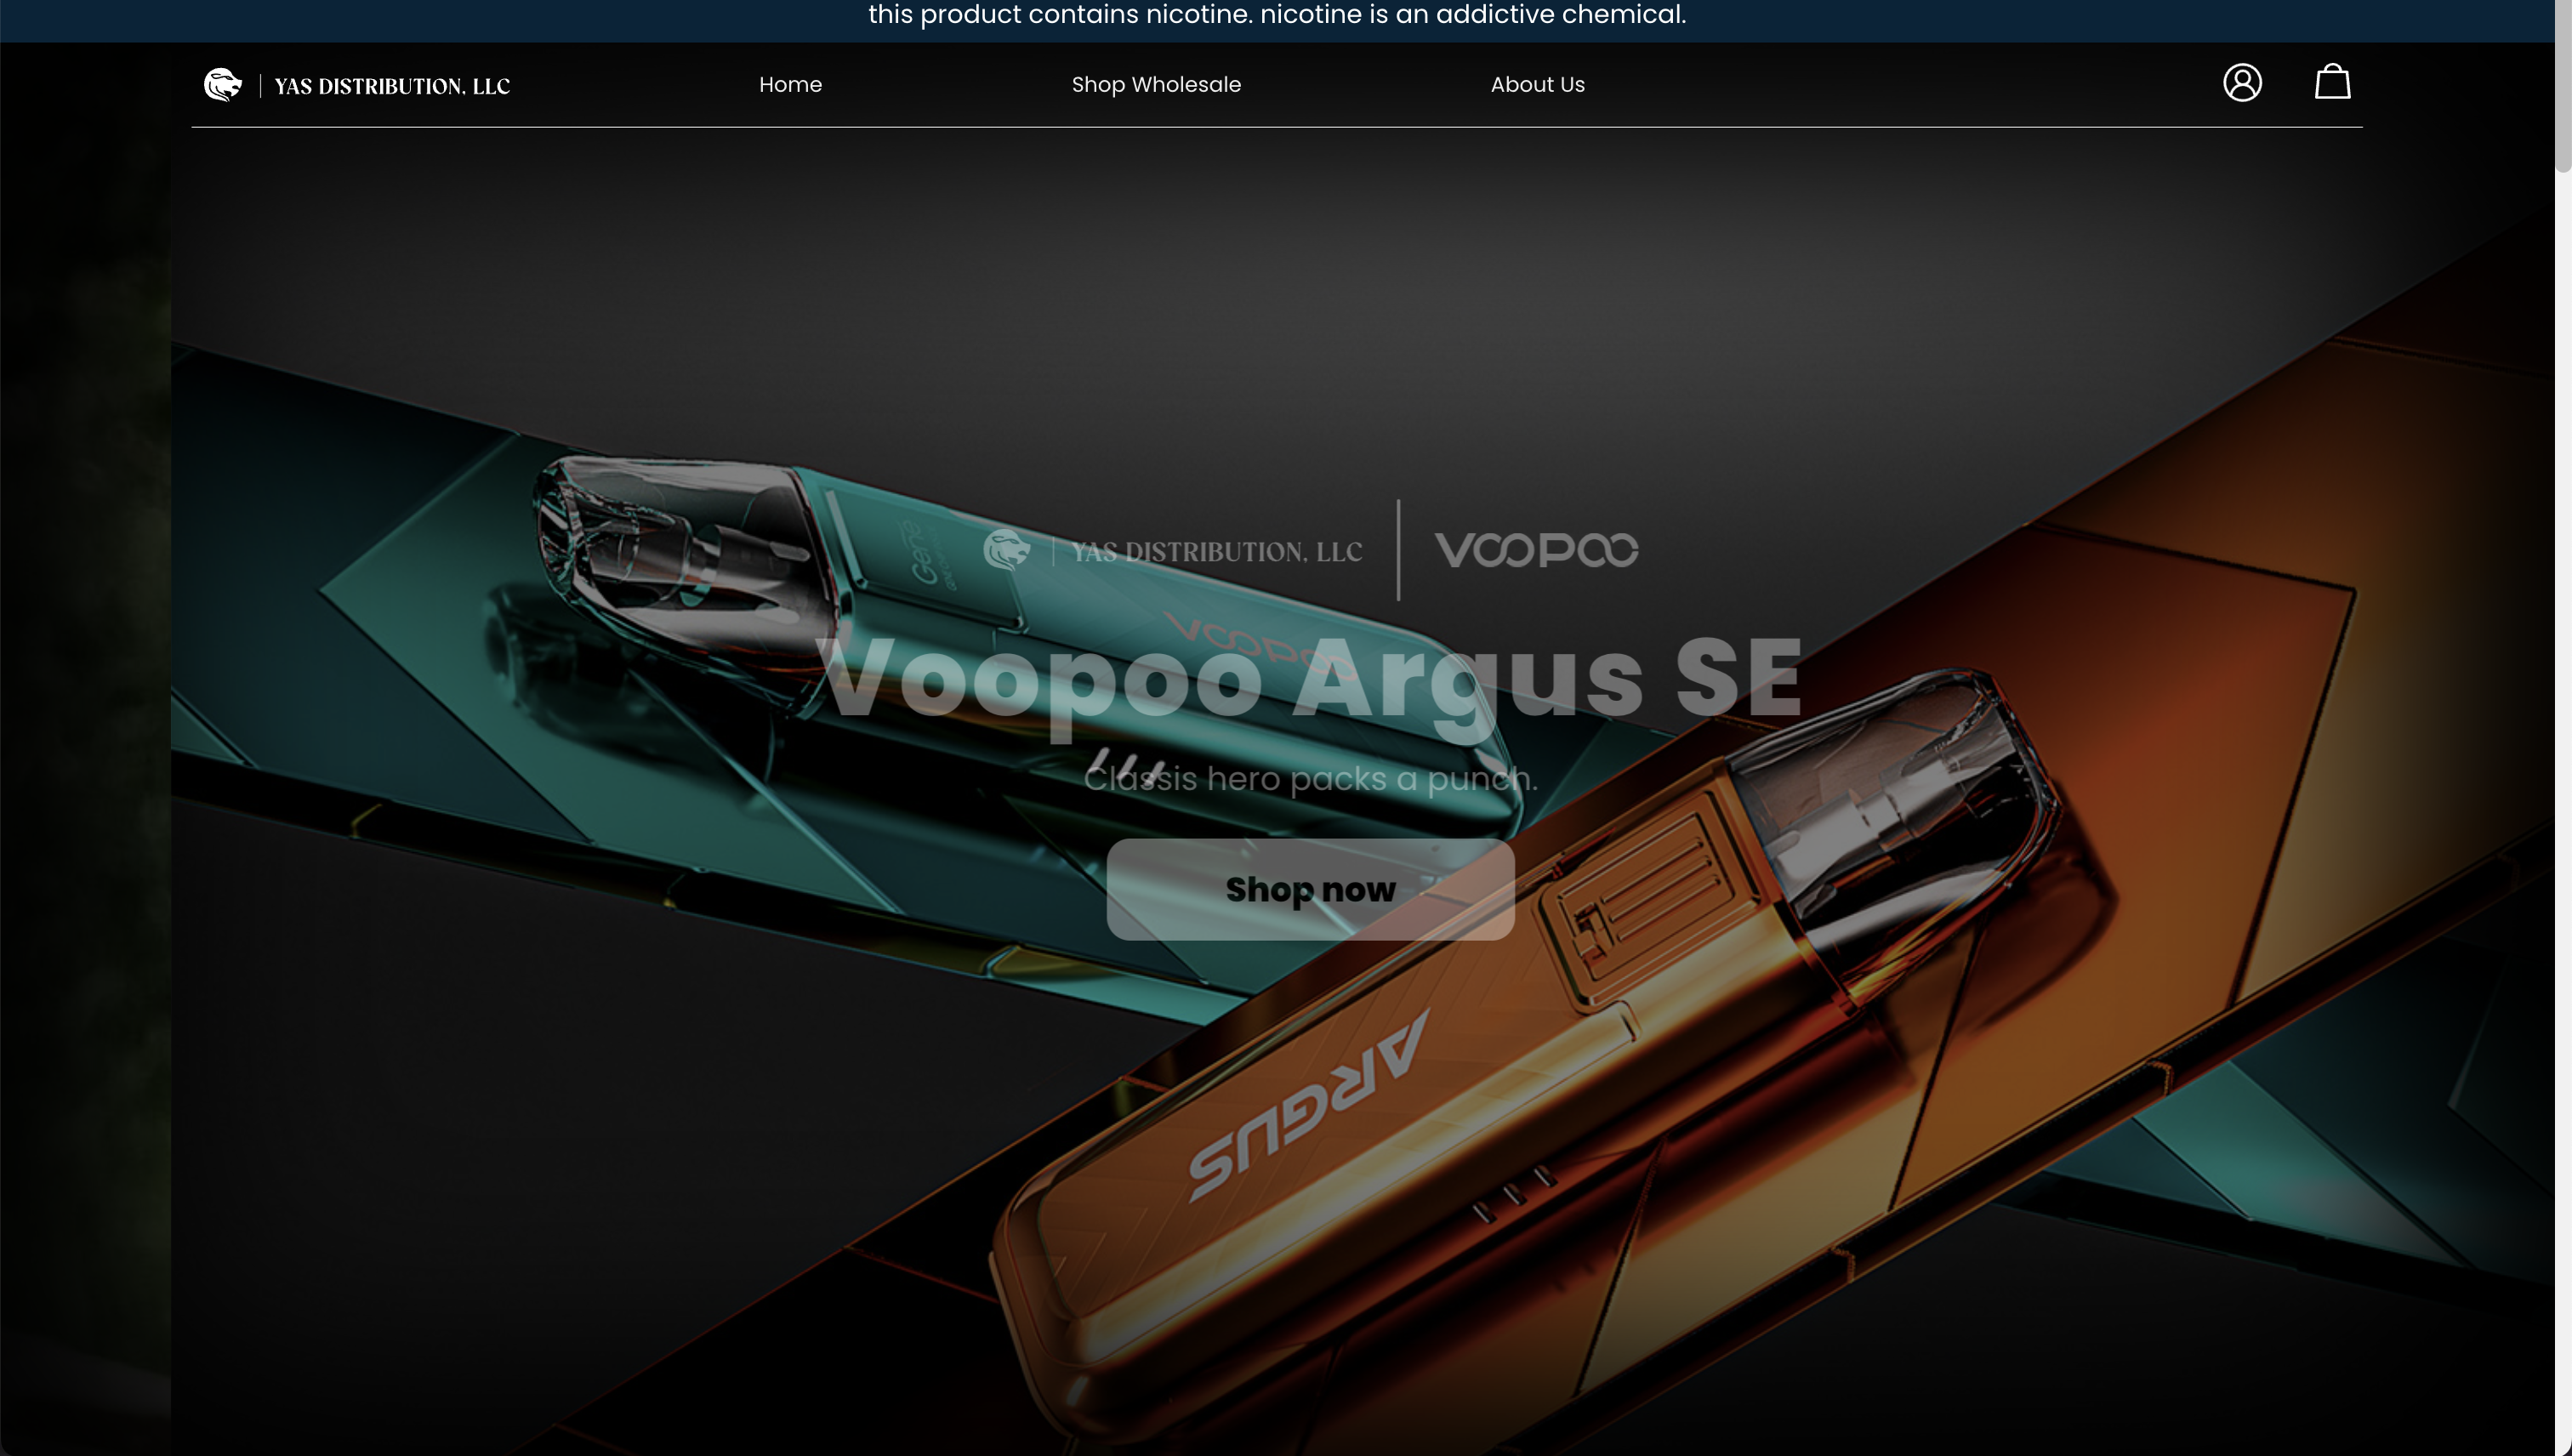 this product contains nicotine. nicotine is an addictive chemical.
YAS DISTRIBUTION, LLC
Home
Shop Wholesale
About Us
YAS DISTRIBUTION, LLC
VOOPOO
Gene
VOOPOO
Voopoo Argus SE
Classis hero packs a punch.
Shop now
ARGUS